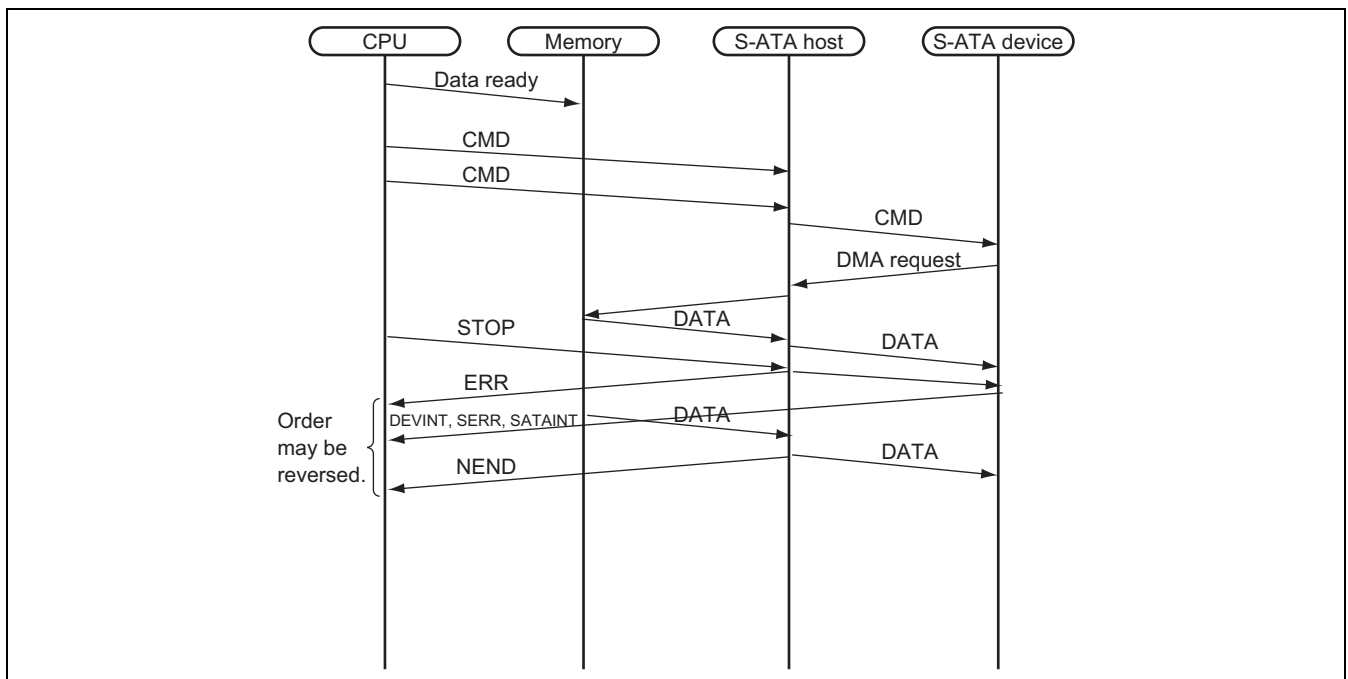 CPU
Memory
S-ATA host
S-ATA device
Data ready
CMD
CMD
CMD
DMA request
DATA
STOP
DATA
ERR
Order
may be
reversed.
DEVINT, SERR, SATAINT
DATA
NEND
DATA